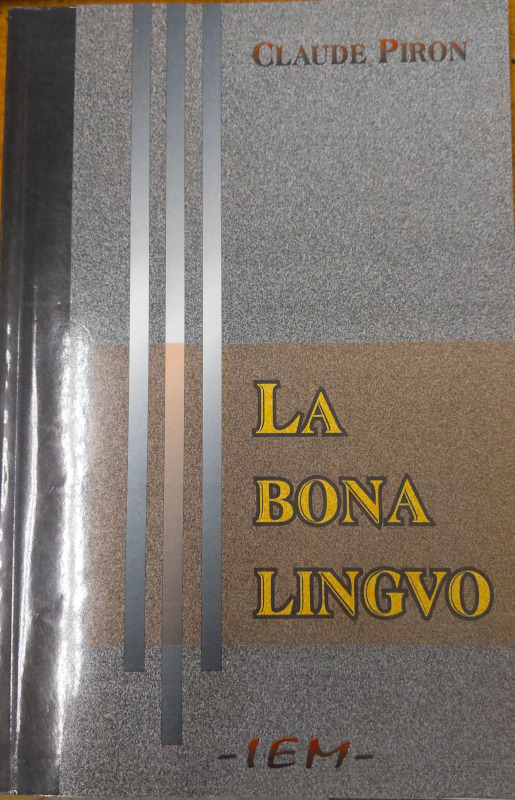 CLAUDE PIRON
LA
BONA
LINGVO
-IEM-